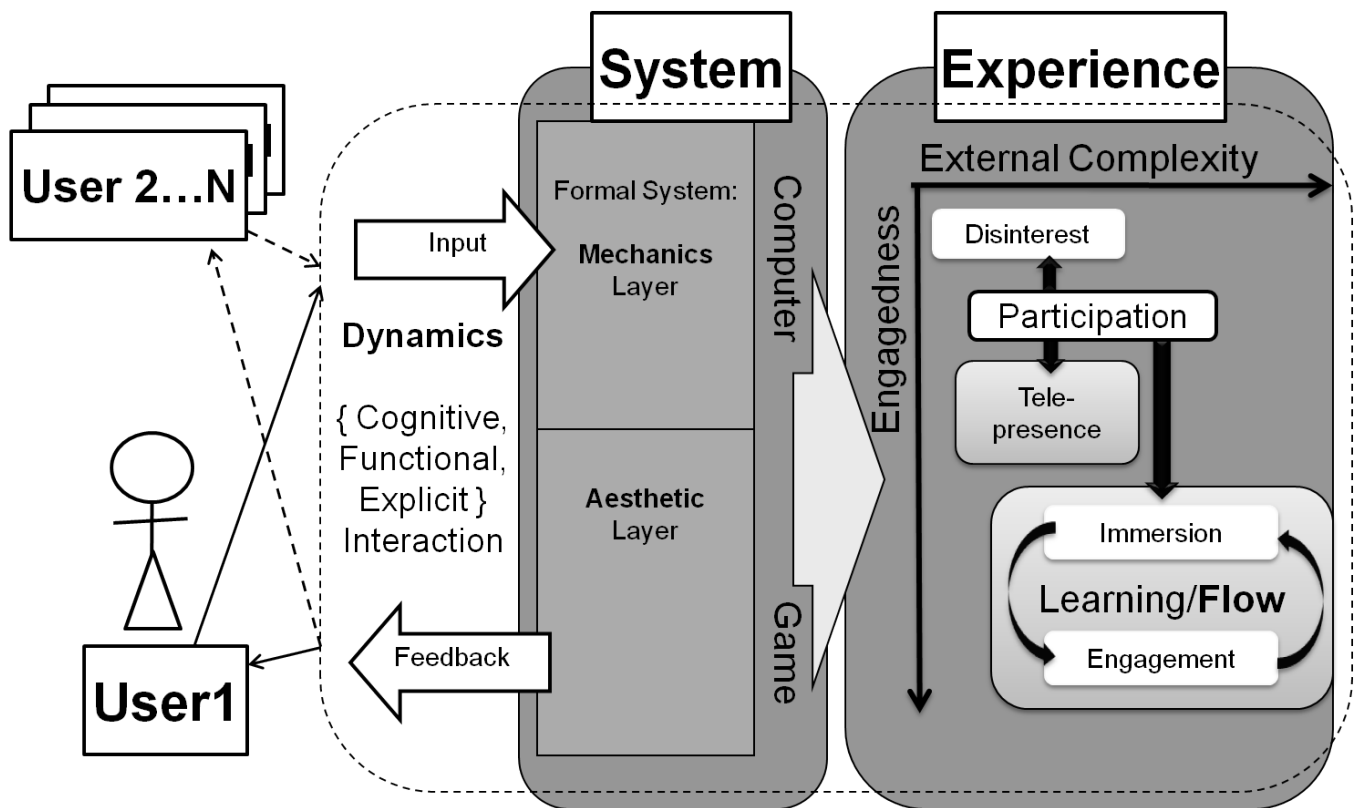 System
Experience
User 2…N
External Complexity
Engagedness
Disinterest
Participation
Tele-
presence
Immersion
Learning/Flow
Engagement
Input
Formal System:
Mechanics
Layer
Computer
Game
Dynamics
{ Cognitive,
Functional,
Explicit }
Interaction
Aesthetic
Layer
Feedback
User1